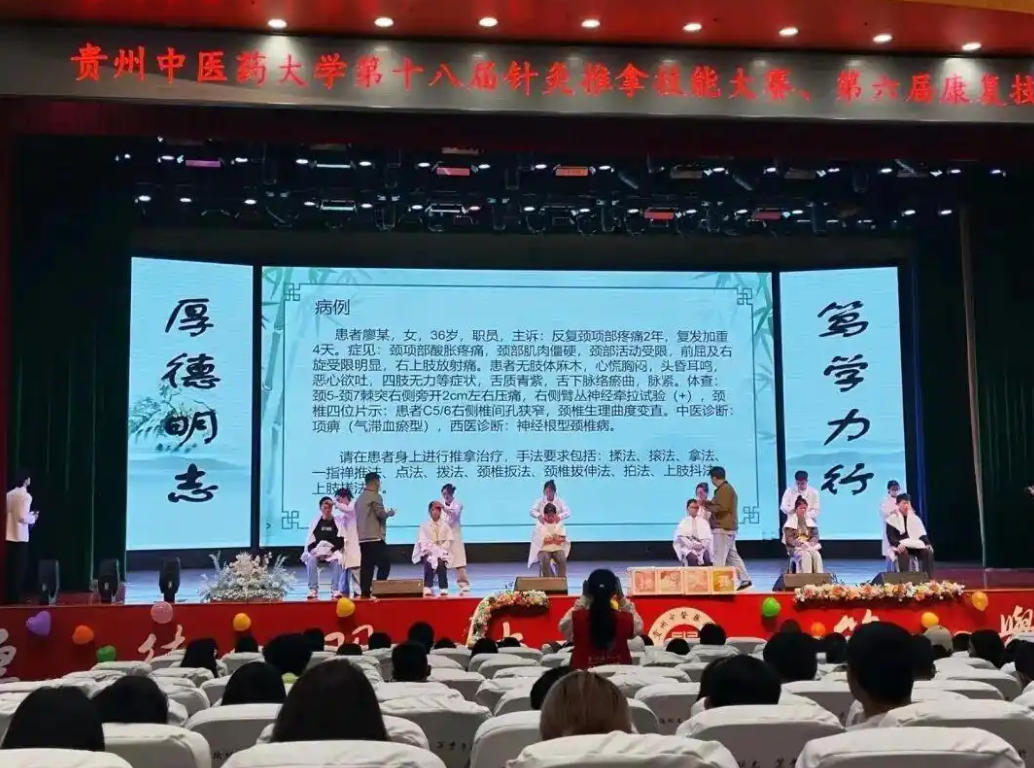 贵州中医药大学第十八届针灸推拿技能大赛、第六届康复技
厚德明志
病例
患者廖某，女，36岁，职员，主诉：反复颈项部疼痛2年，复发加重
4天。症见：颈项部酸胀疼痛，颈部肌肉僵硬，颈部活动受限，前屈及右
旋受限明显，右上肢放射痛。患者无肢体麻木，心慌胸闷，头昏耳鸣，
恶心欲吐，四肢无力等症状，舌质青紫，舌下脉络瘀曲，脉紧。体查：
颈5-颈7棘突右侧旁开2cm左右压痛，右侧臂丛神经牵拉试验（+），颈
椎四位片示：患者C5/6右侧椎间孔狭窄，颈椎生理曲度变直。中医诊断：
项痹（气滞血瘀型），西医诊断：神经根型颈椎病。
请在患者身上进行推拿治疗，手法要求包括：揉法、滚法、拿法、
一指禅推法、点法、拨法、颈椎扳法、颈椎拔伸法、拍法、上肢抖法、
上肢搓法
笃学力行